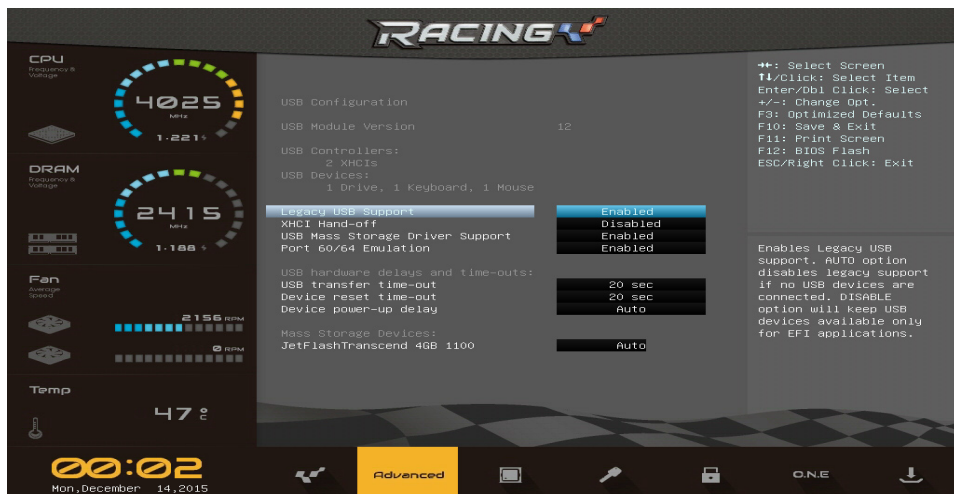 RACING
CPU
Frequency &
Voltage
4025
MHz
1.221
DRAM
Frequency &
Voltage
2415
MHz
1.188
Fan
Average
Speed
2156 RPM
0 RPM
Temp
47 °C
00:02
Mon,December 14,2015
USB Configuration
USB Module Version 12
USB Controllers:
2 XHCIs
USB Devices:
1 Drive, 1 Keyboard, 1 Mouse
Legacy USB Support Enabled
XHCI Hand-off Disabled
USB Mass Storage Driver Support Enabled
Port 60/64 Emulation Enabled
USB hardware delays and time-outs:
USB transfer time-out 20 sec
Device reset time-out 20 sec
Device power-up delay Auto
Mass Storage Devices:
JetFlashTranscend 4GB 1100 Auto
→←: Select Screen
↑↓/Click: Select Item
Enter/Dbl Click: Select
+/-: Change Opt.
F3: Optimized Defaults
F10: Save & Exit
F11: Print Screen
F12: BIOS Flash
ESC/Right Click: Exit
Enables Legacy USB
support. AUTO option
disables legacy support
if no USB devices are
connected. DISABLE
option will keep USB
devices available only
for EFI applications.
Advanced
O.N.E